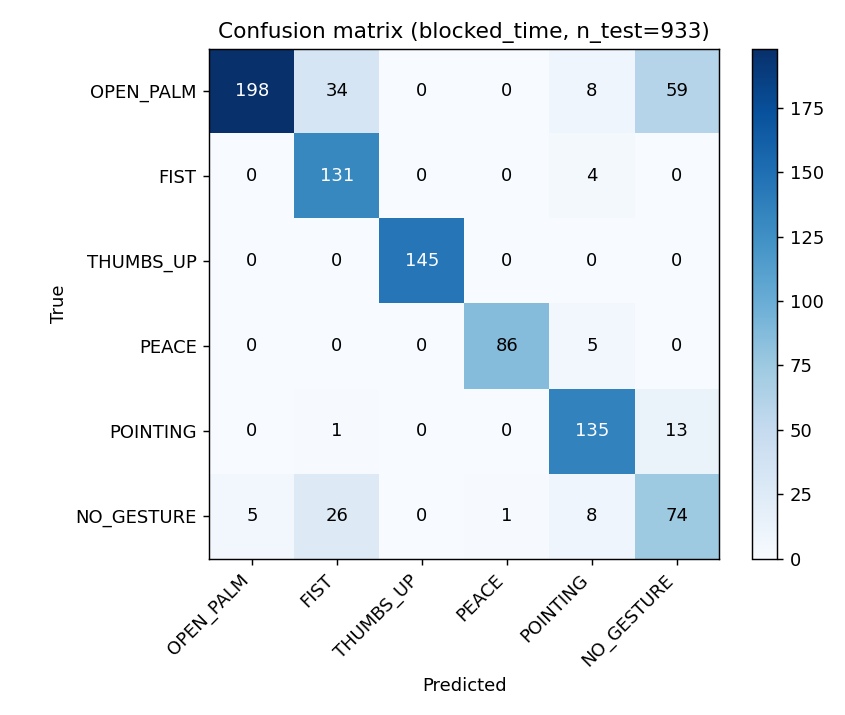 Confusion matrix (blocked_time, n_test=933)
True
OPEN_PALM 198 34 0 0 8 59
FIST 0 131 0 0 4 0
THUMBS_UP 0 0 145 0 0 0
PEACE 0 0 0 86 5 0
POINTING 0 1 0 0 135 13
NO_GESTURE 5 26 0 1 8 74
OPEN_PALM FIST THUMBS_UP PEACE POINTING NO_GESTURE
Predicted
175
150
125
100
75
50
25
0